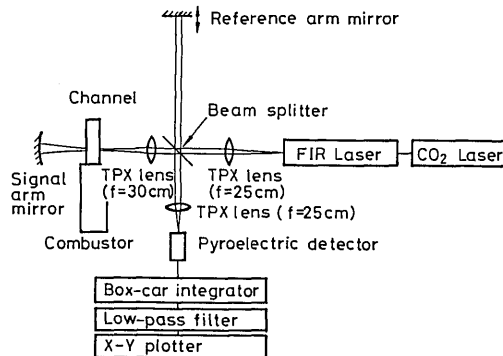 Reference arm mirror
Channel
Beam splitter
FIR Laser
CO₂ Laser
Signal
arm
mirror
TPX lens
(f=30cm)
TPX lens
(f=25cm)
TPX lens (f=25cm)
Combustor
Pyroelectric detector
Box-car integrator
Low-pass filter
X-Y plotter